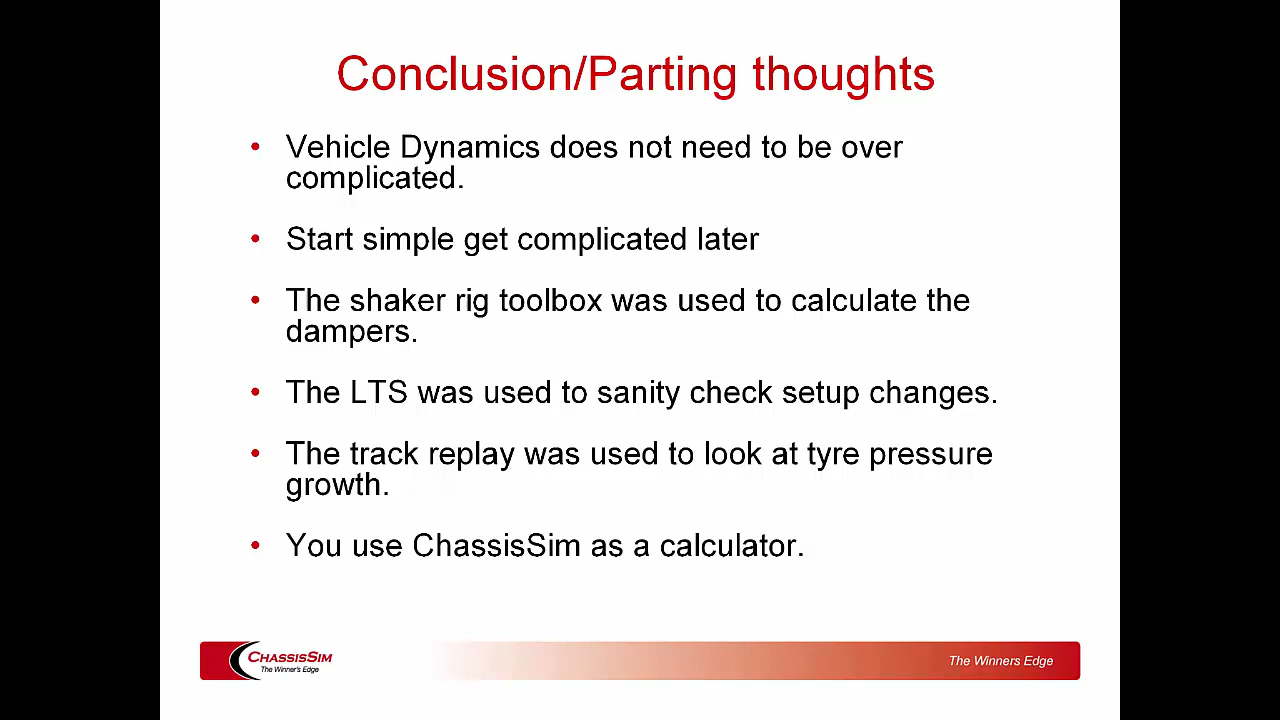 Conclusion/Parting thoughts
• Vehicle Dynamics does not need to be over
complicated.
• Start simple get complicated later
• The shaker rig toolbox was used to calculate the
dampers.
• The LTS was used to sanity check setup changes.
• The track replay was used to look at tyre pressure
growth.
• You use ChassisSim as a calculator.
CHASSISSIM
The Winner's Edge
The Winners Edge